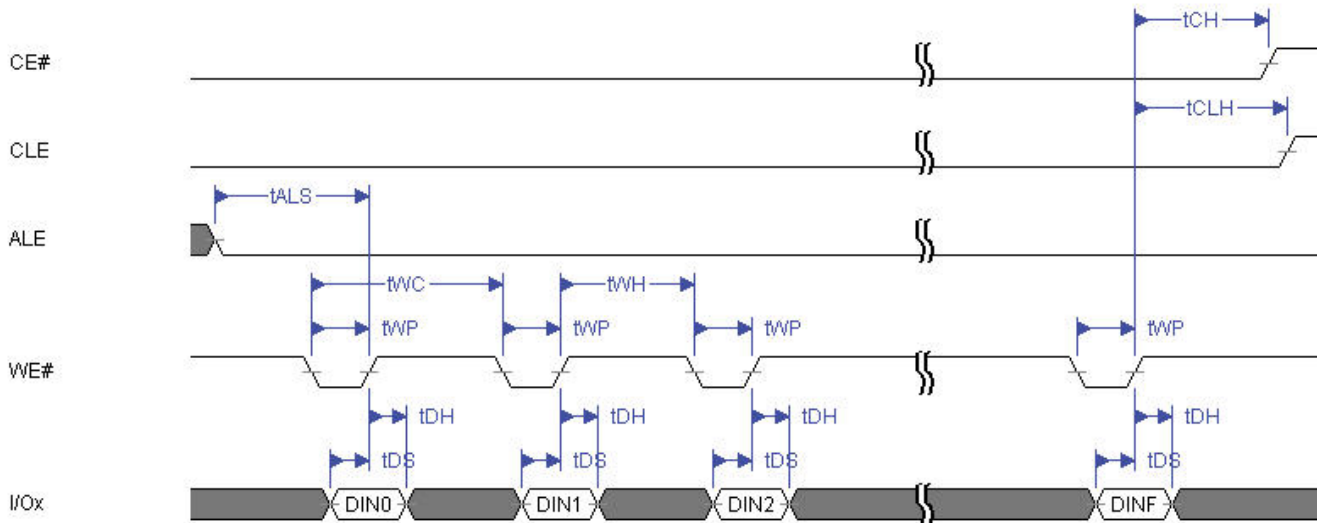 tCH
CE#
tCLH
CLE
tALS
ALE
tWC tWH
tWP tWP tWP tWP
WE#
tDH tDH tDH tDH
tDS tDS tDS tDS
I/Ox DIN0 DIN1 DIN2 DINF